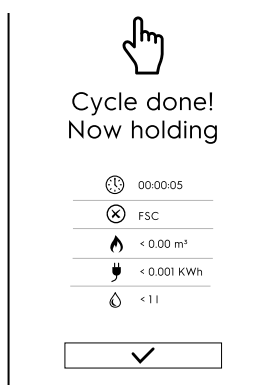 Cycle done!
Now holding
00:00:05
FSC
< 0.00 m³
< 0.001 KWh
< 1 l